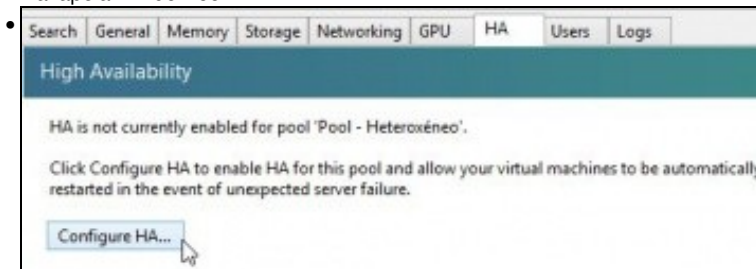 Search General Memory Storage Networking GPU HA Users Logs
High Availability
HA is not currently enabled for pool 'Pool - Heteroxéneo'.
Click Configure HA to enable HA for this pool and allow your virtual machines to be automatically
restarted in the event of unexpected server failure.
Configure HA...